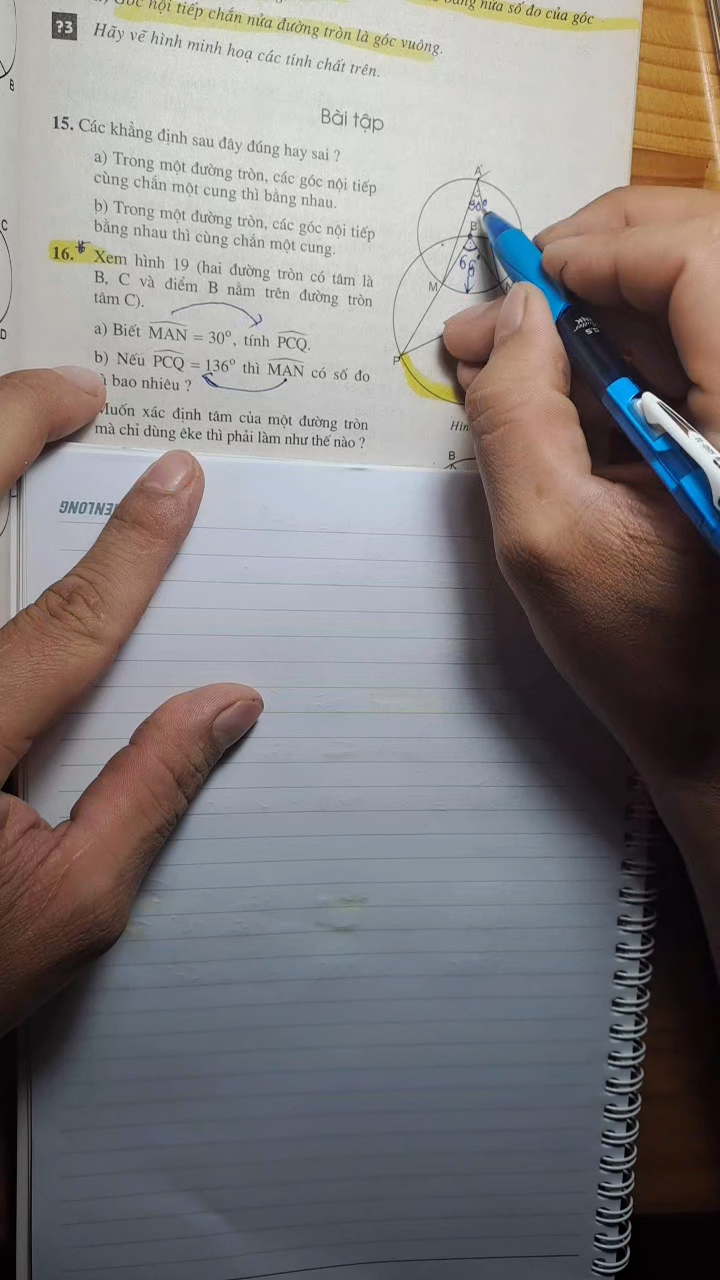 nội tiếp chắn nửa đường tròn là góc vuông.
nửa số đo của góc
?3 Hãy vẽ hình minh hoạ các tính chất trên.
B
Bài tập
15. Các khẳng định sau đây đúng hay sai ?
a) Trong một đường tròn, các góc nội tiếp
cùng chắn một cung thì bằng nhau.
b) Trong một đường tròn, các góc nội tiếp
bằng nhau thì cùng chắn một cung.
16. Xem hình 19 (hai đường tròn có tâm là
B, C và điểm B nằm trên đường tròn
tâm C).
a) Biết MAN = 30°, tính PCQ.
b) Nếu PCQ = 136° thì MAN có số đo
bao nhiêu ?
Muốn xác định tâm của một đường tròn
mà chỉ dùng êke thì phải làm như thế nào ?
C
D
A
30°
B
M
P
B